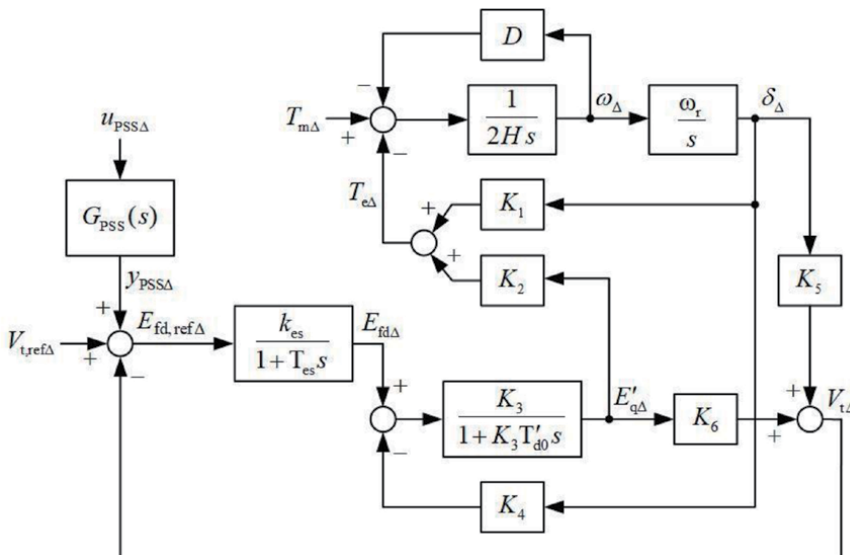 D
−
T_mΔ
+
−
1
2Hs
ω_Δ
ω_r
s
δ_Δ
u_PSSΔ
G_PSS(s)
T_eΔ
+
+
K_1
K_2
K_5
y_PSSΔ
+
V_t,refΔ
+
−
E_fd,refΔ
k_es
1 + T_es s
E_fdΔ
+
−
K_3
1 + K_3 T′_d0 s
E′_qΔ
K_6
+
+
V_tΔ
K_4